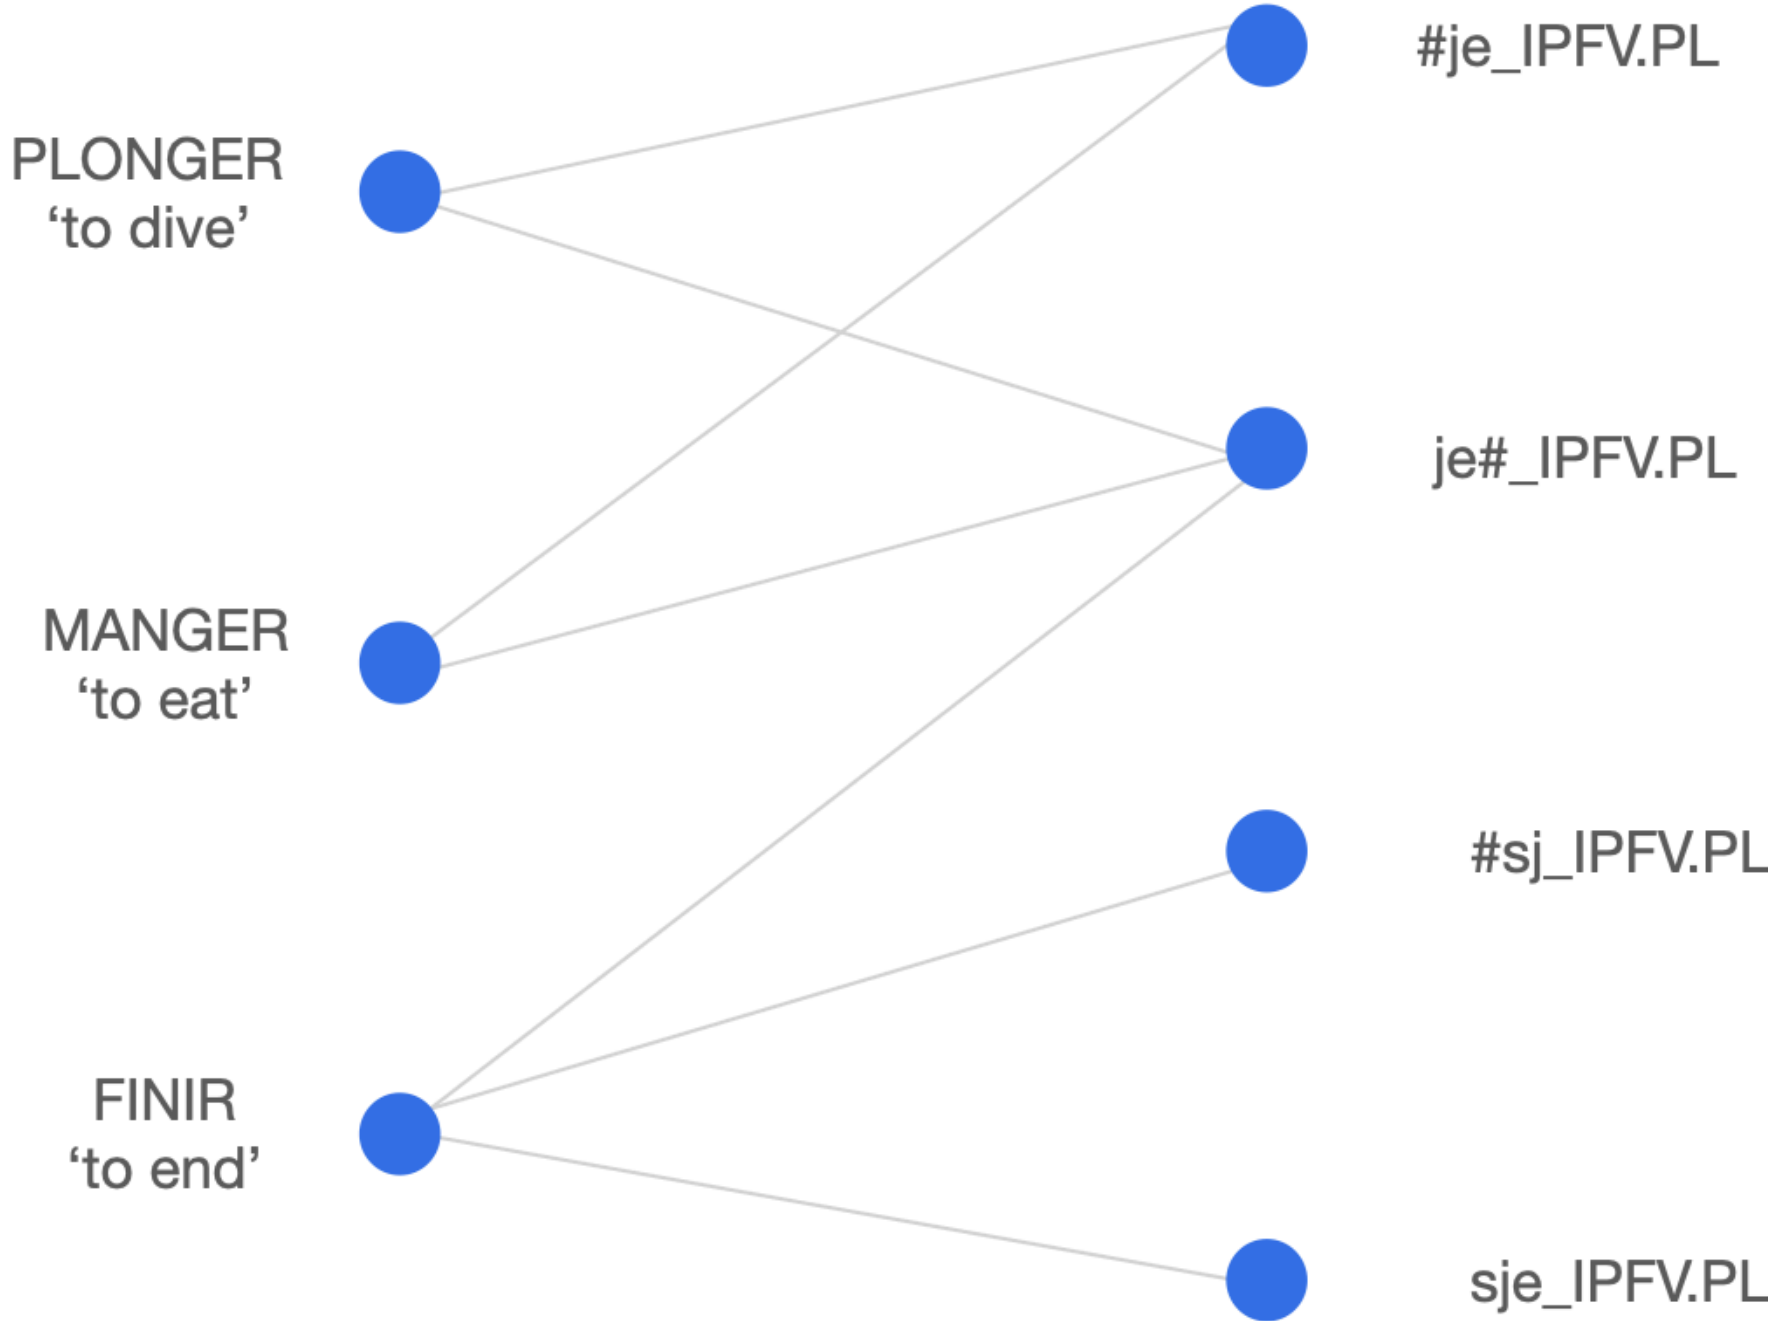 #je_IPFV.PL
PLONGER
‘to dive’
je#_IPFV.PL
MANGER
‘to eat’
#sj_IPFV.PL
FINIR
‘to end’
sje_IPFV.PL